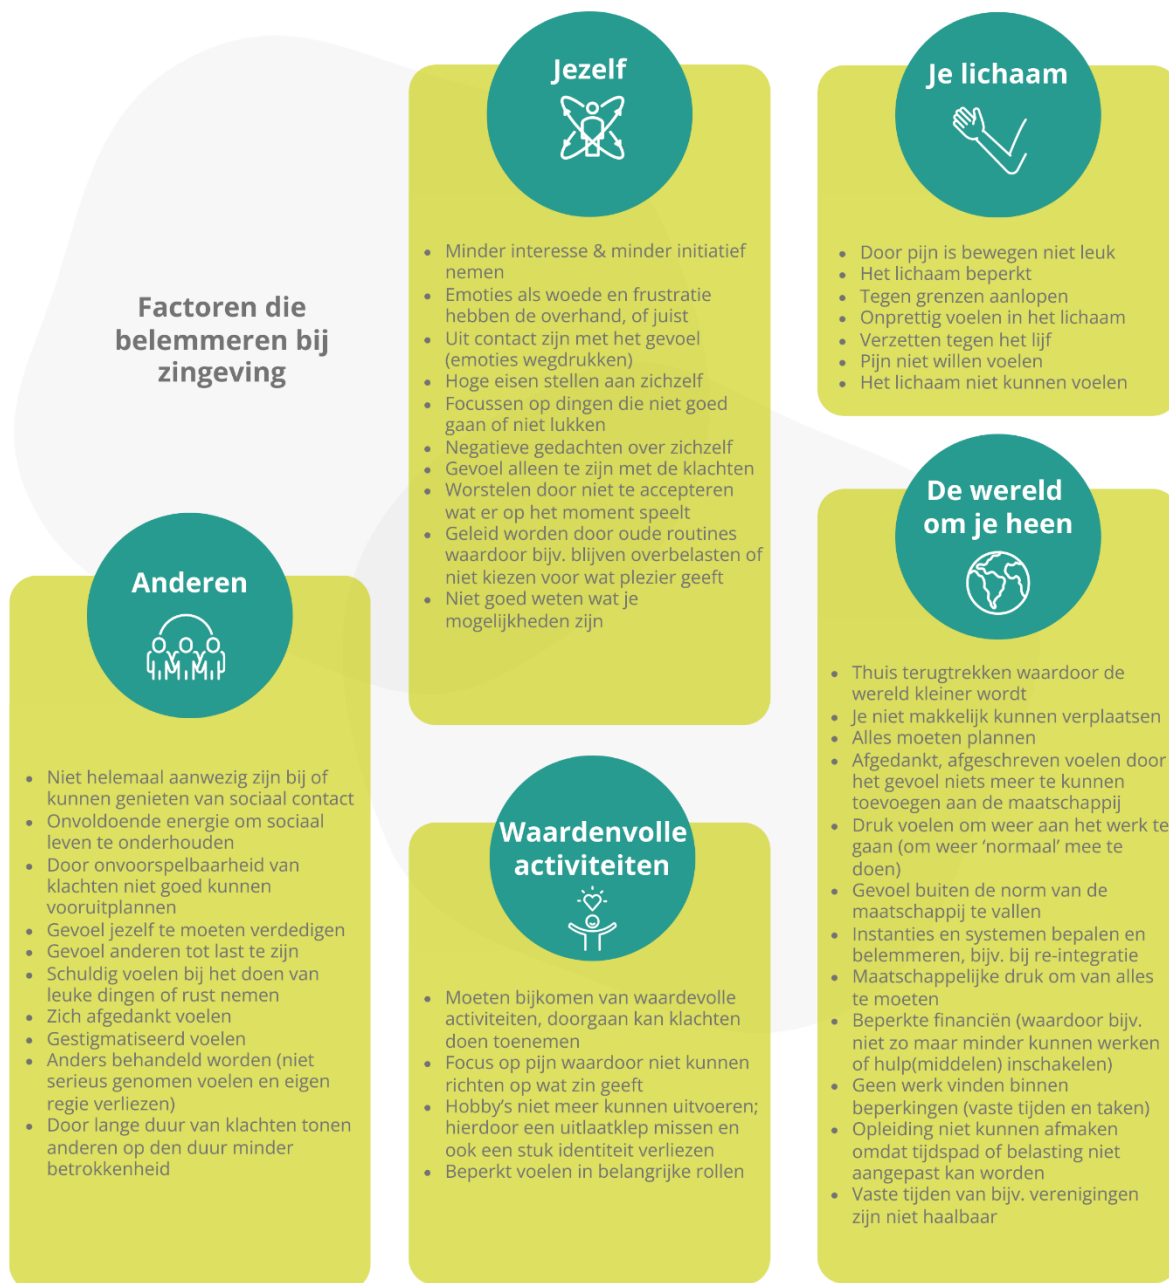 Factoren die
belemmeren bij
zingeving
Jezelf
• Minder interesse & minder initiatief
nemen
• Emoties als woede en frustratie
hebben de overhand, of juist
• Uit contact zijn met het gevoel
(emoties wegdrukken)
• Hoge eisen stellen aan zichzelf
• Focussen op dingen die niet goed
gaan of niet lukken
• Negatieve gedachten over zichzelf
• Gevoel alleen te zijn met de klachten
• Worstelen door niet te accepteren
wat er op het moment speelt
• Geleid worden door oude routines
waardoor bijv. blijven overbelasten of
niet kiezen voor wat plezier geeft
• Niet goed weten wat je
mogelijkheden zijn
Je lichaam
• Door pijn is bewegen niet leuk
• Het lichaam beperkt
• Tegen grenzen aanlopen
• Onprettig voelen in het lichaam
• Verzetten tegen het lijf
• Pijn niet willen voelen
• Het lichaam niet kunnen voelen
Anderen
• Niet helemaal aanwezig zijn bij of
kunnen genieten van sociaal contact
• Onvoldoende energie om sociaal
leven te onderhouden
• Door onvoorspelbaarheid van
klachten niet goed kunnen
vooruitplannen
• Gevoel jezelf te moeten verdedigen
• Gevoel anderen tot last te zijn
• Schuldig voelen bij het doen van
leuke dingen of rust nemen
• Zich afgedankt voelen
• Gestigmatiseerd voelen
• Anders behandeld worden (niet
serieus genomen voelen en eigen
regie verliezen)
• Door lange duur van klachten tonen
anderen op den duur minder
betrokkenheid
Waardenvolle
activiteiten
• Moeten bijkomen van waardevolle
activiteiten, doorgaan kan klachten
doen toenemen
• Focus op pijn waardoor niet kunnen
richten op wat zin geeft
• Hobby's niet meer kunnen uitvoeren;
hierdoor een uitlaatklep missen en
ook een stuk identiteit verliezen
• Beperkt voelen in belangrijke rollen
De wereld
om je heen
• Thuis terugtrekken waardoor de
wereld kleiner wordt
• Je niet makkelijk kunnen verplaatsen
• Alles moeten plannen
• Afgedankt, afgeschreven voelen door
het gevoel niets meer te kunnen
toevoegen aan de maatschappij
• Druk voelen om weer aan het werk te
gaan (om weer ‘normaal’ mee te
doen)
• Gevoel buiten de norm van de
maatschappij te vallen
• Instanties en systemen bepalen en
belemmeren, bijv. bij re-integratie
• Maatschappelijke druk om van alles
te moeten
• Beperkte financiën (waardoor bijv.
niet zo maar minder kunnen werken
of hulp(middelen) inschakelen)
• Geen werk vinden binnen
beperkingen (vaste tijden en taken)
• Opleiding niet kunnen afmaken
omdat tijdspad of belasting niet
aangepast kan worden
• Vaste tijden van bijv. verenigingen
zijn niet haalbaar